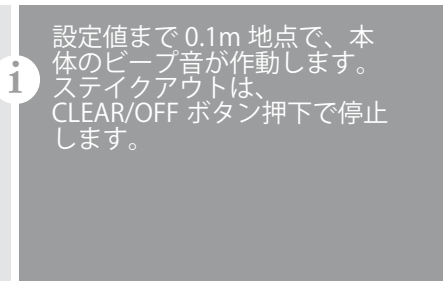 i
設定値まで 0.1m 地点で、本
体のビープ音が作動します。
ステイクアウトは、
CLEAR/OFF ボタン押下で停止
します。